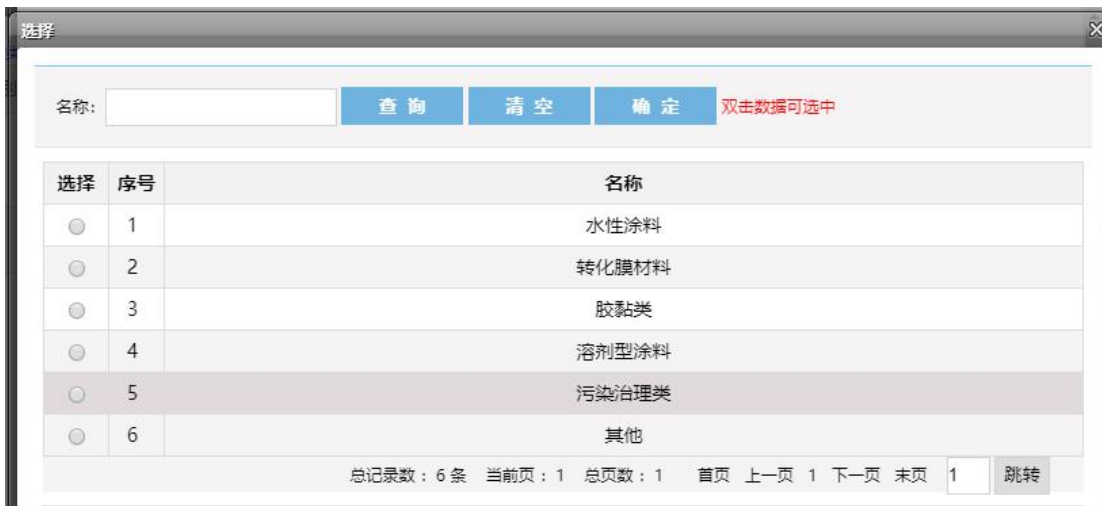 选择
名称: 查 询 清 空 确 定 双击数据可选中
选择 序号 名称
1 水性涂料
2 转化膜材料
3 胶黏类
4 溶剂型涂料
5 污染治理类
6 其他
总记录数：6 条 当前页：1 总页数：1 首页 上一页 1 下一页 末页 1 跳转